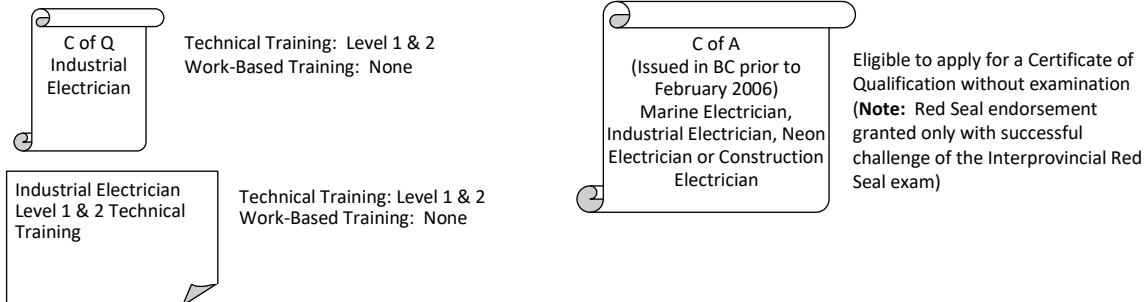 C of Q
Industrial
Electrician
Technical Training:  Level 1 & 2
Work-Based Training:  None
Industrial Electrician
Level 1 & 2 Technical
Training
Technical Training: Level 1 & 2
Work-Based Training:  None
C of A
(Issued in BC prior to
February 2006)
Marine Electrician,
Industrial Electrician, Neon
Electrician or Construction
Electrician
Eligible to apply for a Certificate of
Qualification without examination
(Note:  Red Seal endorsement
granted only with successful
challenge of the Interprovincial Red
Seal exam)